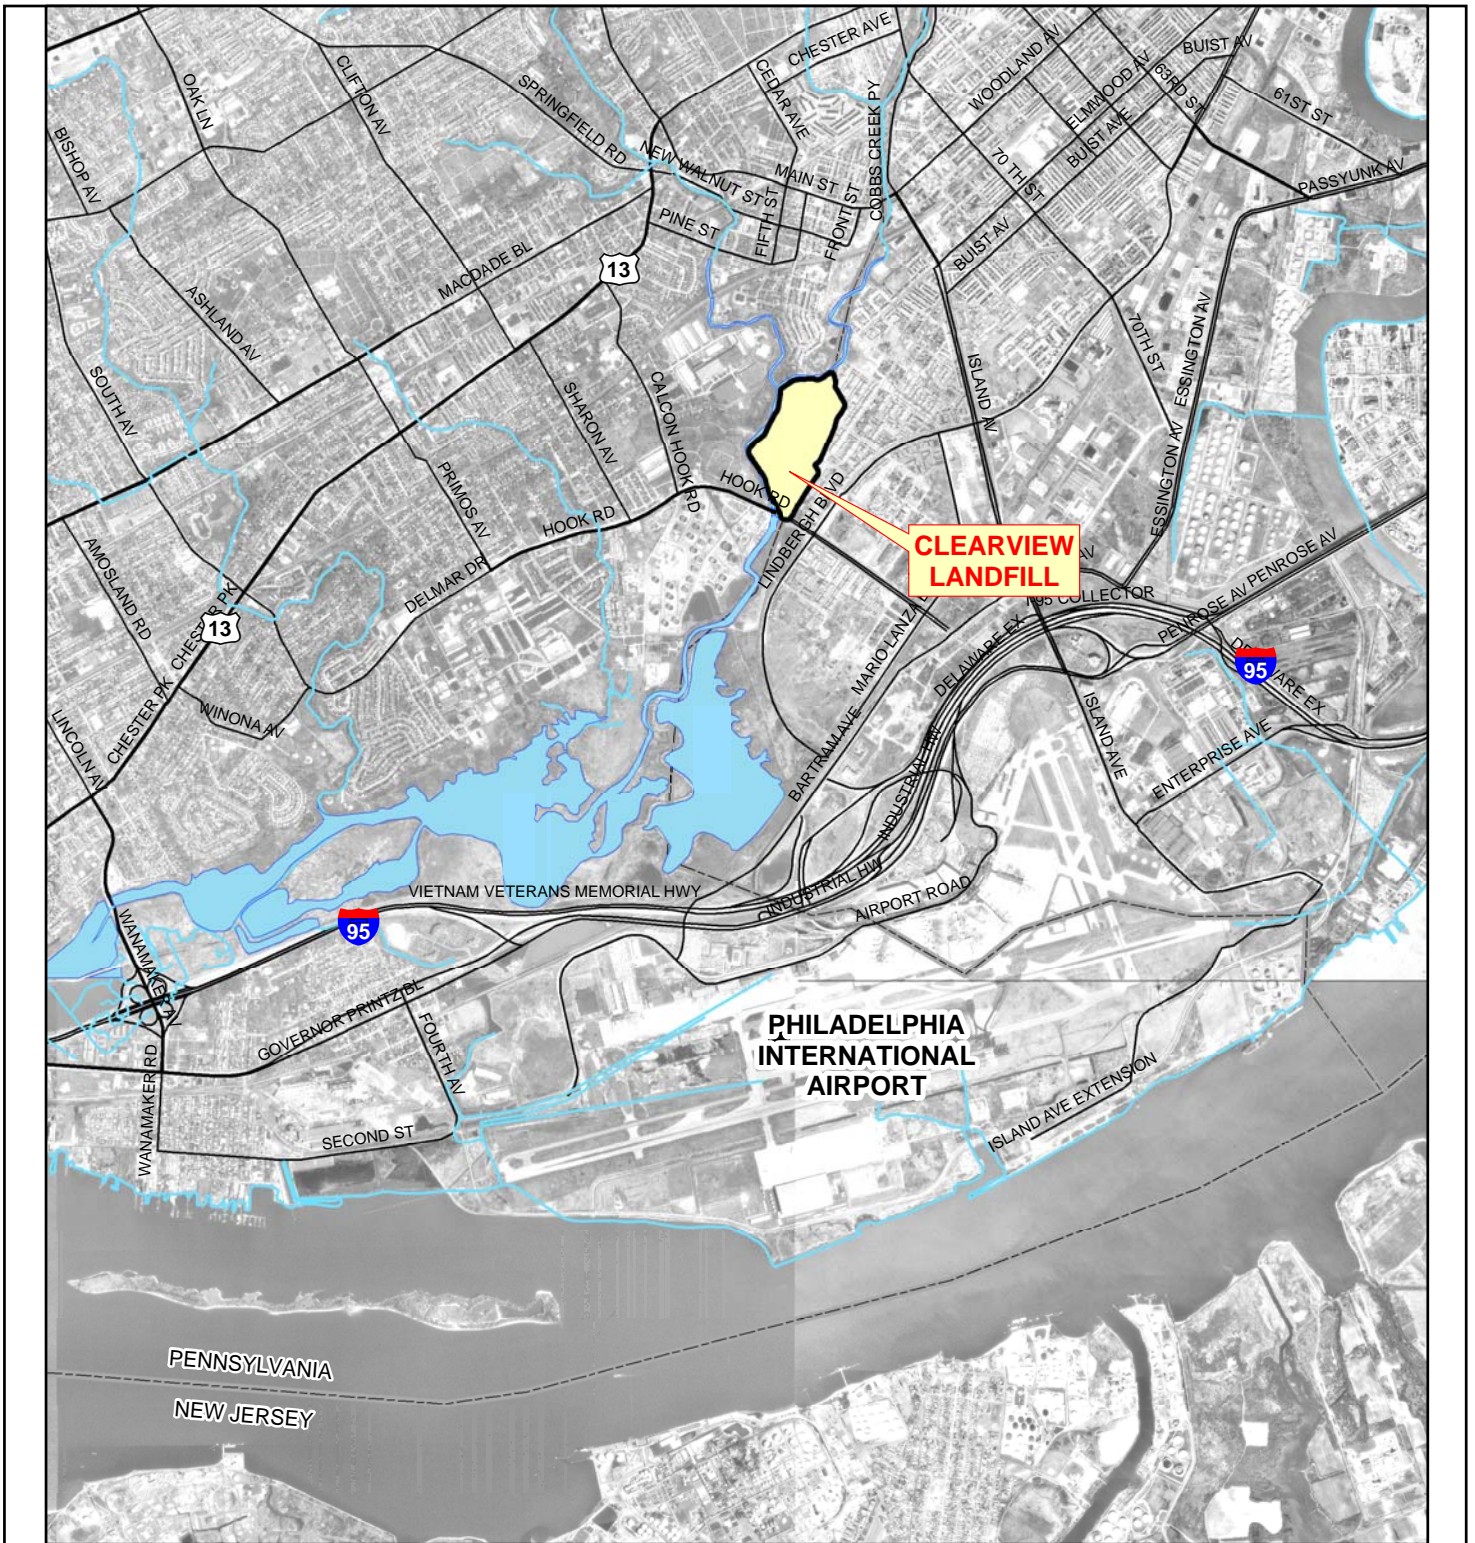 CHESTER AVE
CEDAR AVE
COBBS CREEK PY
WOODLAND AV
ELMWOOD AV
BUIST AV
63RD ST
61ST ST
BUIST AVE
OAK LN
CLIFTON AV
SPRINGFIELD RD
BISHOP AV
NEW WALNUT ST
MAIN ST
70 TH ST
PASSYUNK AV
PINE ST
FIFTH ST
FRONT ST
BUIST AV
MACDADE BL
13
ASHLAND AV
70TH ST
ESSINGTON AV
ISLAND AV
SOUTH AV
SHARON AV
CALCON HOOK RD
PRIMOS AV
HOOK RD
HOOK RD
LINDBERGH BLVD
ESSINGTON AV
CLEARVIEW
LANDFILL
AV
PENROSE AV
PENROSE AV
AMOSLAND RD
DELMAR DR
CHESTER PK
CHESTER PK
13
I-95 COLLECTOR
MARIO LANZA
DELAWARE EX
DELAWARE EX
95
WINONA AV
LINCOLN AV
BARTRAM AVE
INDUSTRIAL HW
ISLAND AVE
ENTERPRISE AVE
VIETNAM VETERANS MEMORIAL HWY
INDUSTRIAL HW
AIRPORT ROAD
95
WANAMAKER AV
GOVERNOR PRINTZ BL
FOURTH AV
PHILADELPHIA
INTERNATIONAL
AIRPORT
WANAMAKER RD
SECOND ST
ISLAND AVE EXTENSION
PENNSYLVANIA
NEW JERSEY